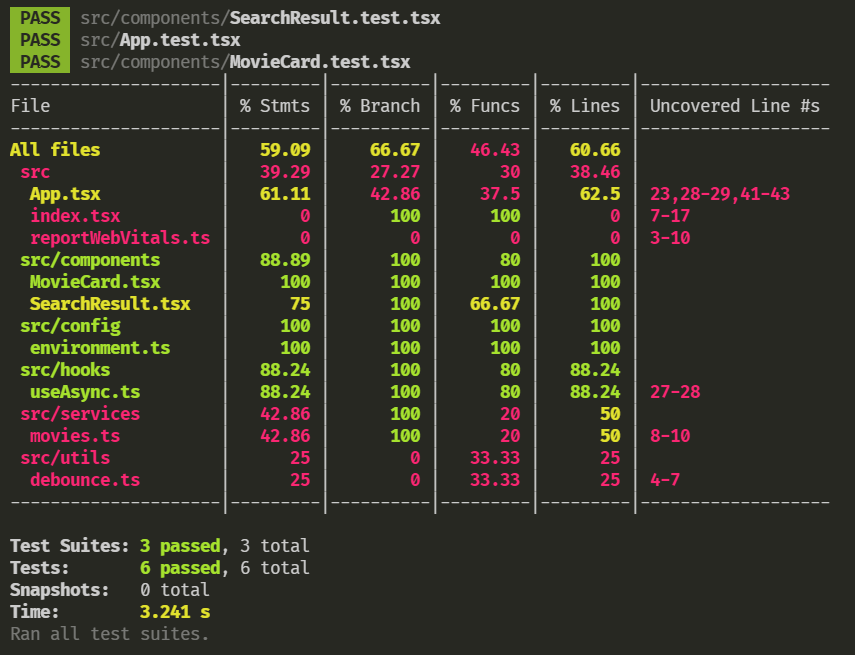 PASS src/components/SearchResult.test.tsx
PASS src/App.test.tsx
PASS src/components/MovieCard.test.tsx
---------------------|---------|----------|---------|---------|-------------------
File                 | % Stmts | % Branch | % Funcs | % Lines | Uncovered Line #s
---------------------|---------|----------|---------|---------|-------------------
All files            |   59.09 |    66.67 |   46.43 |   60.66 |
 src                 |   39.29 |    27.27 |      30 |   38.46 |
  App.tsx            |   61.11 |    42.86 |    37.5 |    62.5 | 23,28-29,41-43
  index.tsx          |       0 |      100 |     100 |       0 | 7-17
  reportWebVitals.ts |       0 |        0 |       0 |       0 | 3-10
 src/components      |   88.89 |      100 |      80 |     100 |
  MovieCard.tsx      |     100 |      100 |     100 |     100 |
  SearchResult.tsx   |      75 |      100 |   66.67 |     100 |
 src/config          |     100 |      100 |     100 |     100 |
  environment.ts     |     100 |      100 |     100 |     100 |
 src/hooks           |   88.24 |      100 |      80 |   88.24 |
  useAsync.ts        |   88.24 |      100 |      80 |   88.24 | 27-28
 src/services        |   42.86 |      100 |      20 |      50 |
  movies.ts          |   42.86 |      100 |      20 |      50 | 8-10
 src/utils           |      25 |        0 |   33.33 |      25 |
  debounce.ts        |      25 |        0 |   33.33 |      25 | 4-7
---------------------|---------|----------|---------|---------|-------------------
Test Suites: 3 passed, 3 total
Tests:       6 passed, 6 total
Snapshots:   0 total
Time:        3.241 s
Ran all test suites.